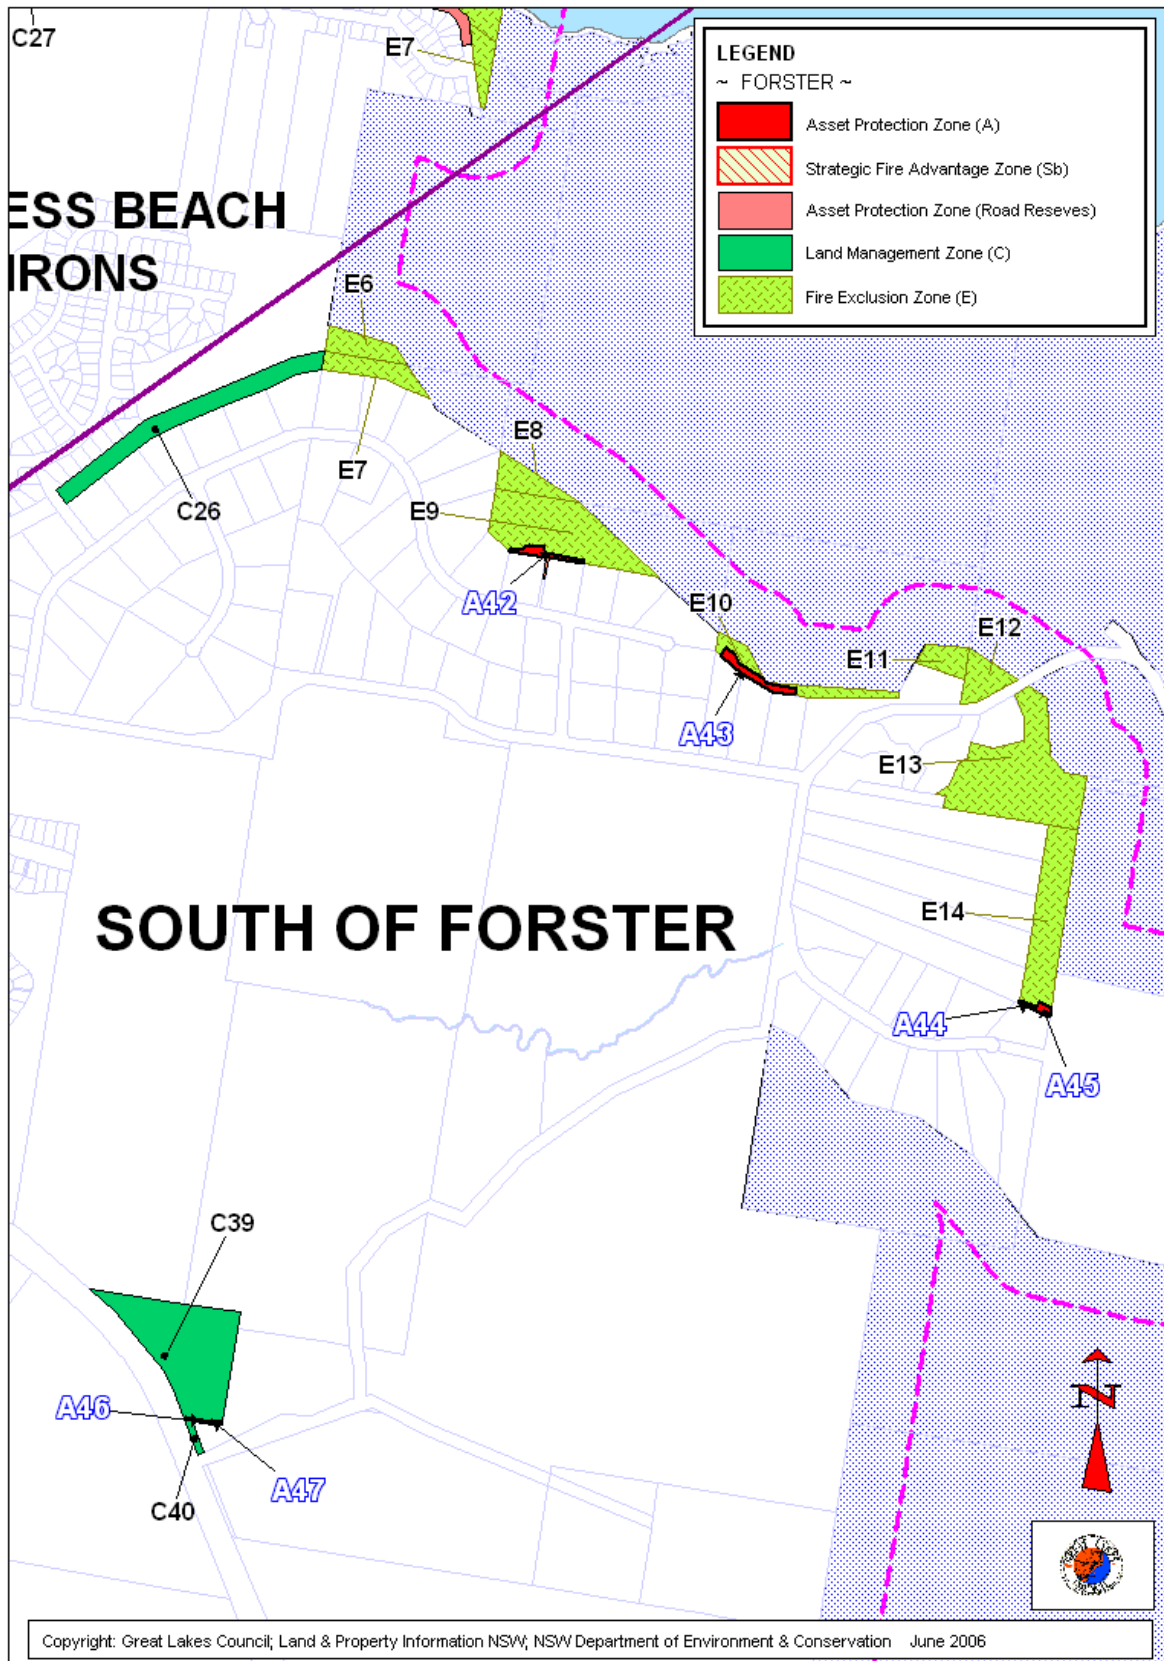 C27
E7
LEGEND
~ FORSTER ~
Asset Protection Zone (A)
Strategic Fire Advantage Zone (Sb)
Asset Protection Zone (Road Reseves)
Land Management Zone (C)
Fire Exclusion Zone (E)
ESS BEACH
IRONS
E6
E8
E7
C26
E9
A42
E10
E12
E11
A43
E13
SOUTH OF FORSTER
E14
A44
A45
C39
A46
A47
C40
N
Copyright: Great Lakes Council; Land & Property Information NSW; NSW Department of Environment & Conservation June 2006